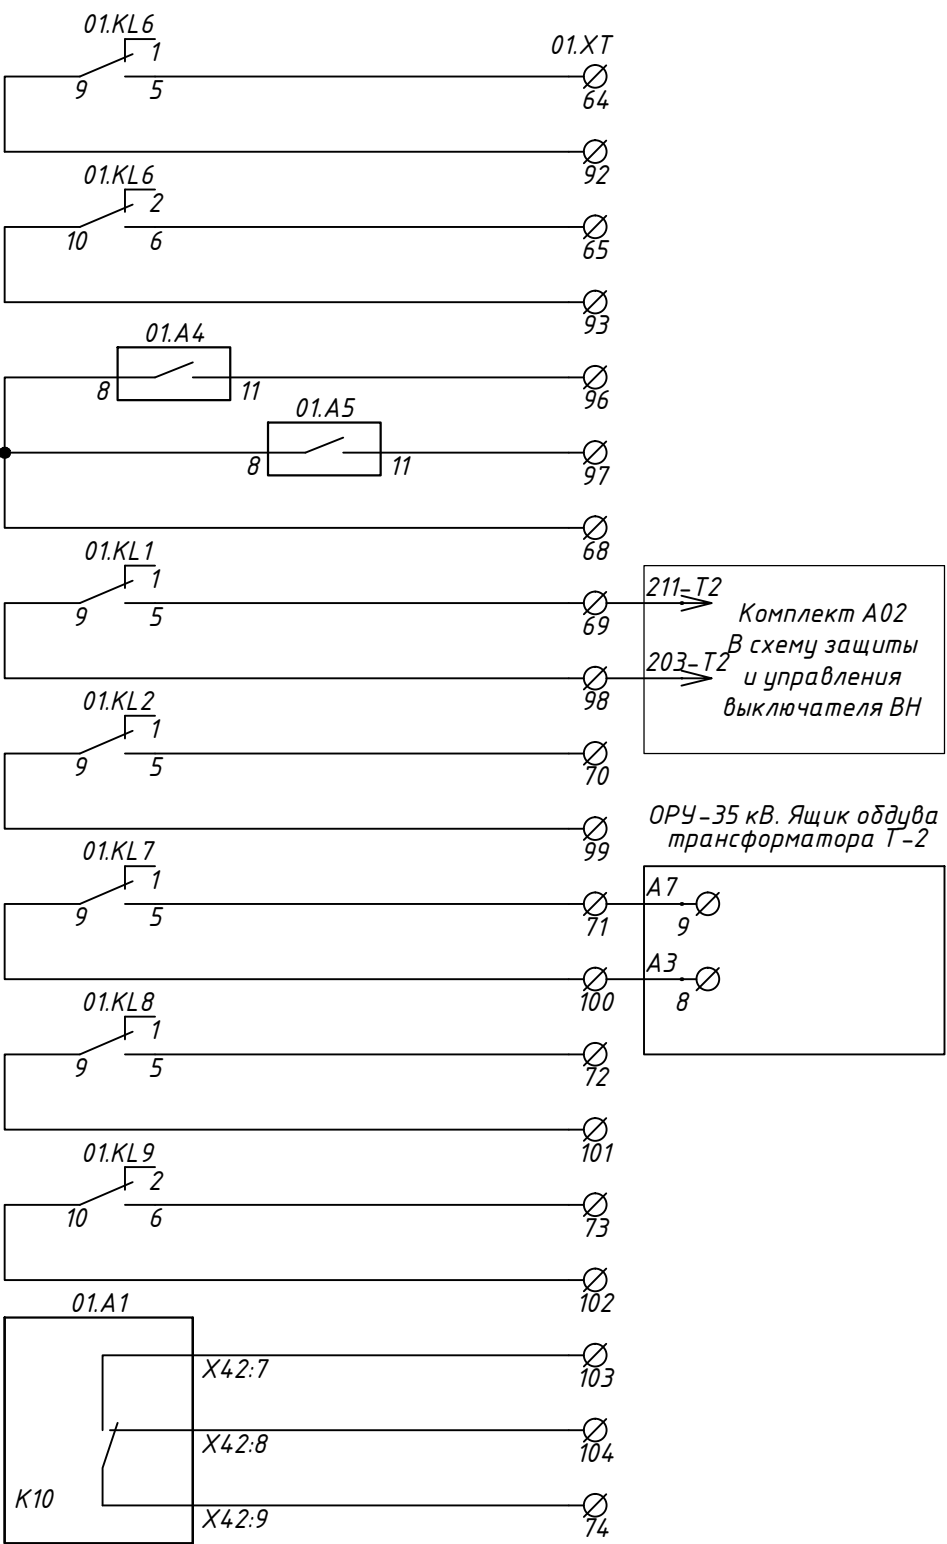 01.KL6
1
9 5
01.XT
64
92
01.KL6
2
10 6
65
93
01.A4
8 11
96
01.A5
8 11
97
68
01.KL1
1
9 5
69
98
211-Т2
203-Т2
Комплект А02
В схему защиты
и управления
выключателя ВН
01.KL2
1
9 5
70
99
ОРУ-35 кВ. Ящик обдува
трансформатора Т-2
01.KL7
1
9 5
71
A7
9
100
A3
8
01.KL8
1
9 5
72
101
01.KL9
2
10 6
73
102
01.A1
X42:7
103
X42:8
104
K10
X42:9
74